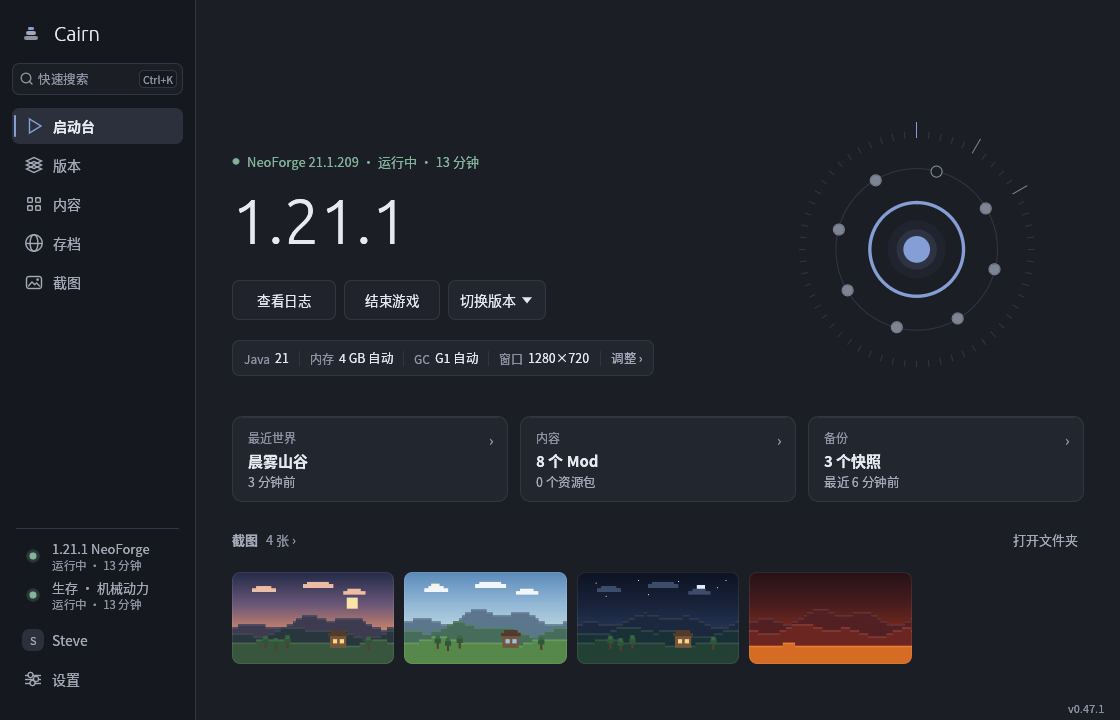 Cairn
快速搜索 Ctrl+K
启动台
版本
内容
存档
截图
1.21.1 NeoForge
运行中 · 13 分钟
生存 · 机械动力
运行中 · 13 分钟
S Steve
设置
NeoForge 21.1.209 · 运行中 · 13 分钟
1.21.1
查看日志 结束游戏 切换版本
Java 21 内存 4 GB 自动 GC G1 自动 窗口 1280×720 调整 ›
最近世界 ›
晨雾山谷
3 分钟前
内容 ›
8 个 Mod
0 个资源包
备份 ›
3 个快照
最近 6 分钟前
截图 4 张 › 打开文件夹
v0.47.1